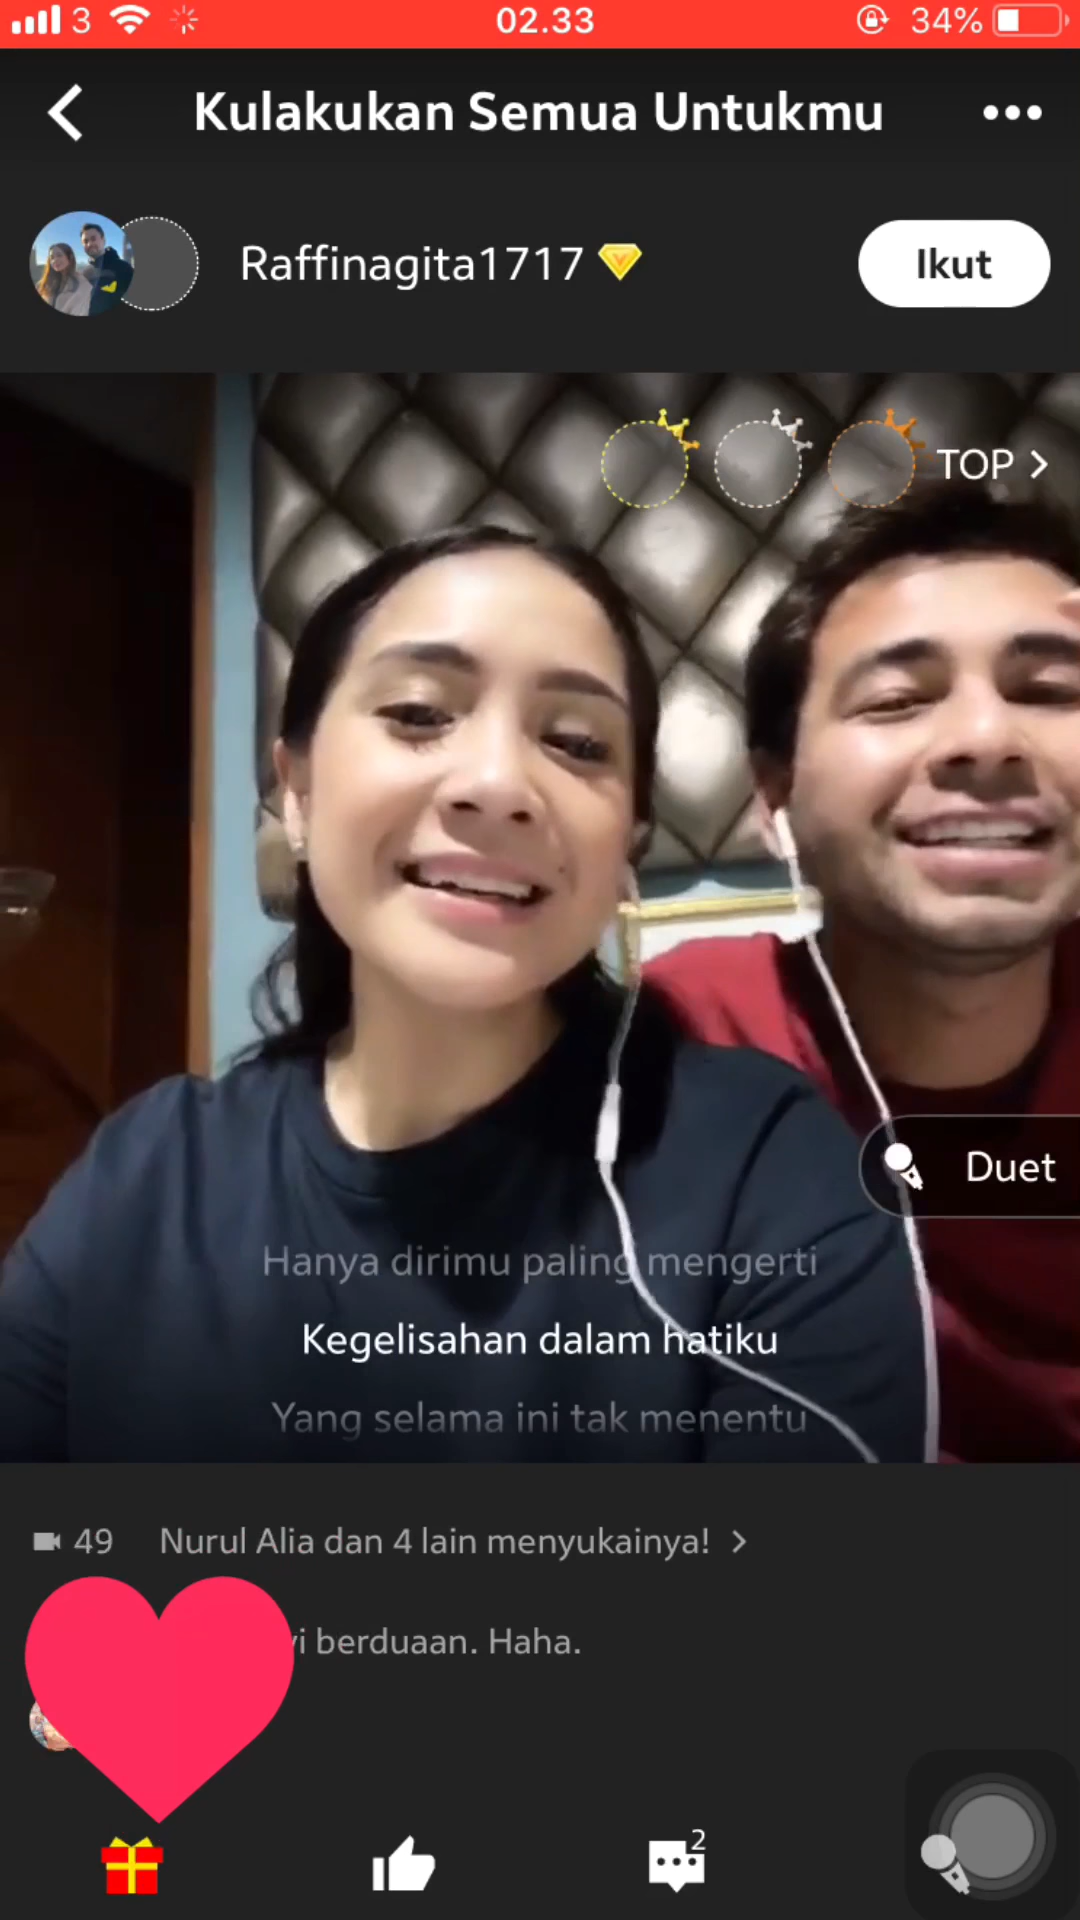 3 02.33 34%
Kulakukan Semua Untukmu
Raffinagita1717 Ikut
TOP
Duet
Hanya dirimu paling mengerti
Kegelisahan dalam hatiku
Yang selama ini tak menentu
49 Nurul Alia dan 4 lain menyukainya!
berduaan. Haha.
2